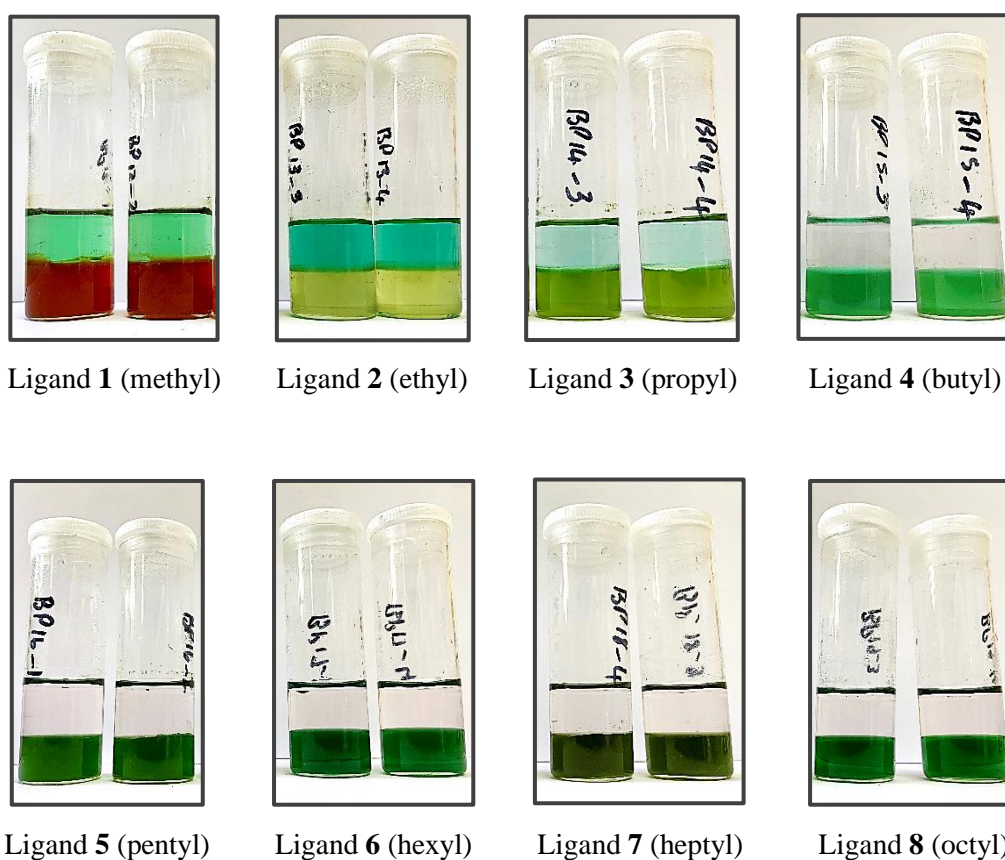 BP13-3
BP13-4
BP14-3
BP14-4
BP15-3
BP15-4
Ligand 1 (methyl)
Ligand 2 (ethyl)
Ligand 3 (propyl)
Ligand 4 (butyl)
BP16-1
BP18-4
Ligand 5 (pentyl)
Ligand 6 (hexyl)
Ligand 7 (heptyl)
Ligand 8 (octyl)